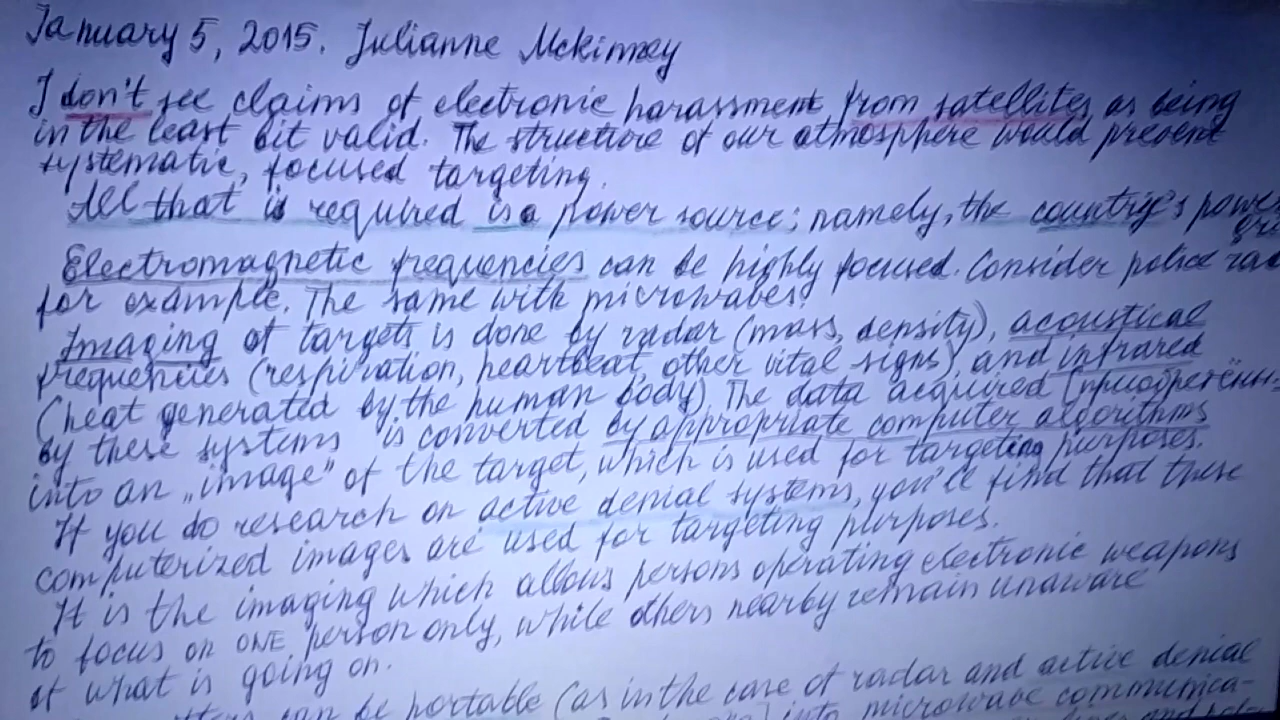 January 5, 2015. Julianne McKinney
I don't see claims of electronic harassment from satellites as being
in the least bit valid. The structure of our atmosphere would prevent
systematic, focused targeting.
All that is required is a power source; namely, the country's power
Electromagnetic frequencies can be highly focused. Consider police
for example. The same with microwaves.
Imaging of targets is done by radar (mass, density), acoustical
frequencies (respiration, heartbeat, other vital signs), and infrared
(heat generated by the human body). The data acquired
by these systems is converted by appropriate computer algorithms
into an „image" of the target, which is used for targeting purposes.
If you do research on active denial systems, you'll find that these
computerized images are used for targeting purposes.
It is the imaging which allows persons operating electronic weapons
to focus on ONE person only, while others nearby remain unaware
of what is going on.
can be portable (as in the case of radar and active denial
into microwave communica-